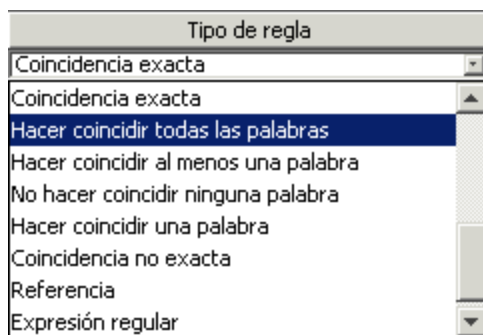 Tipo de regla
Coincidencia exacta
Coincidencia exacta
Hacer coincidir todas las palabras
Hacer coincidir al menos una palabra
No hacer coincidir ninguna palabra
Hacer coincidir una palabra
Coincidencia no exacta
Referencia
Expresión regular